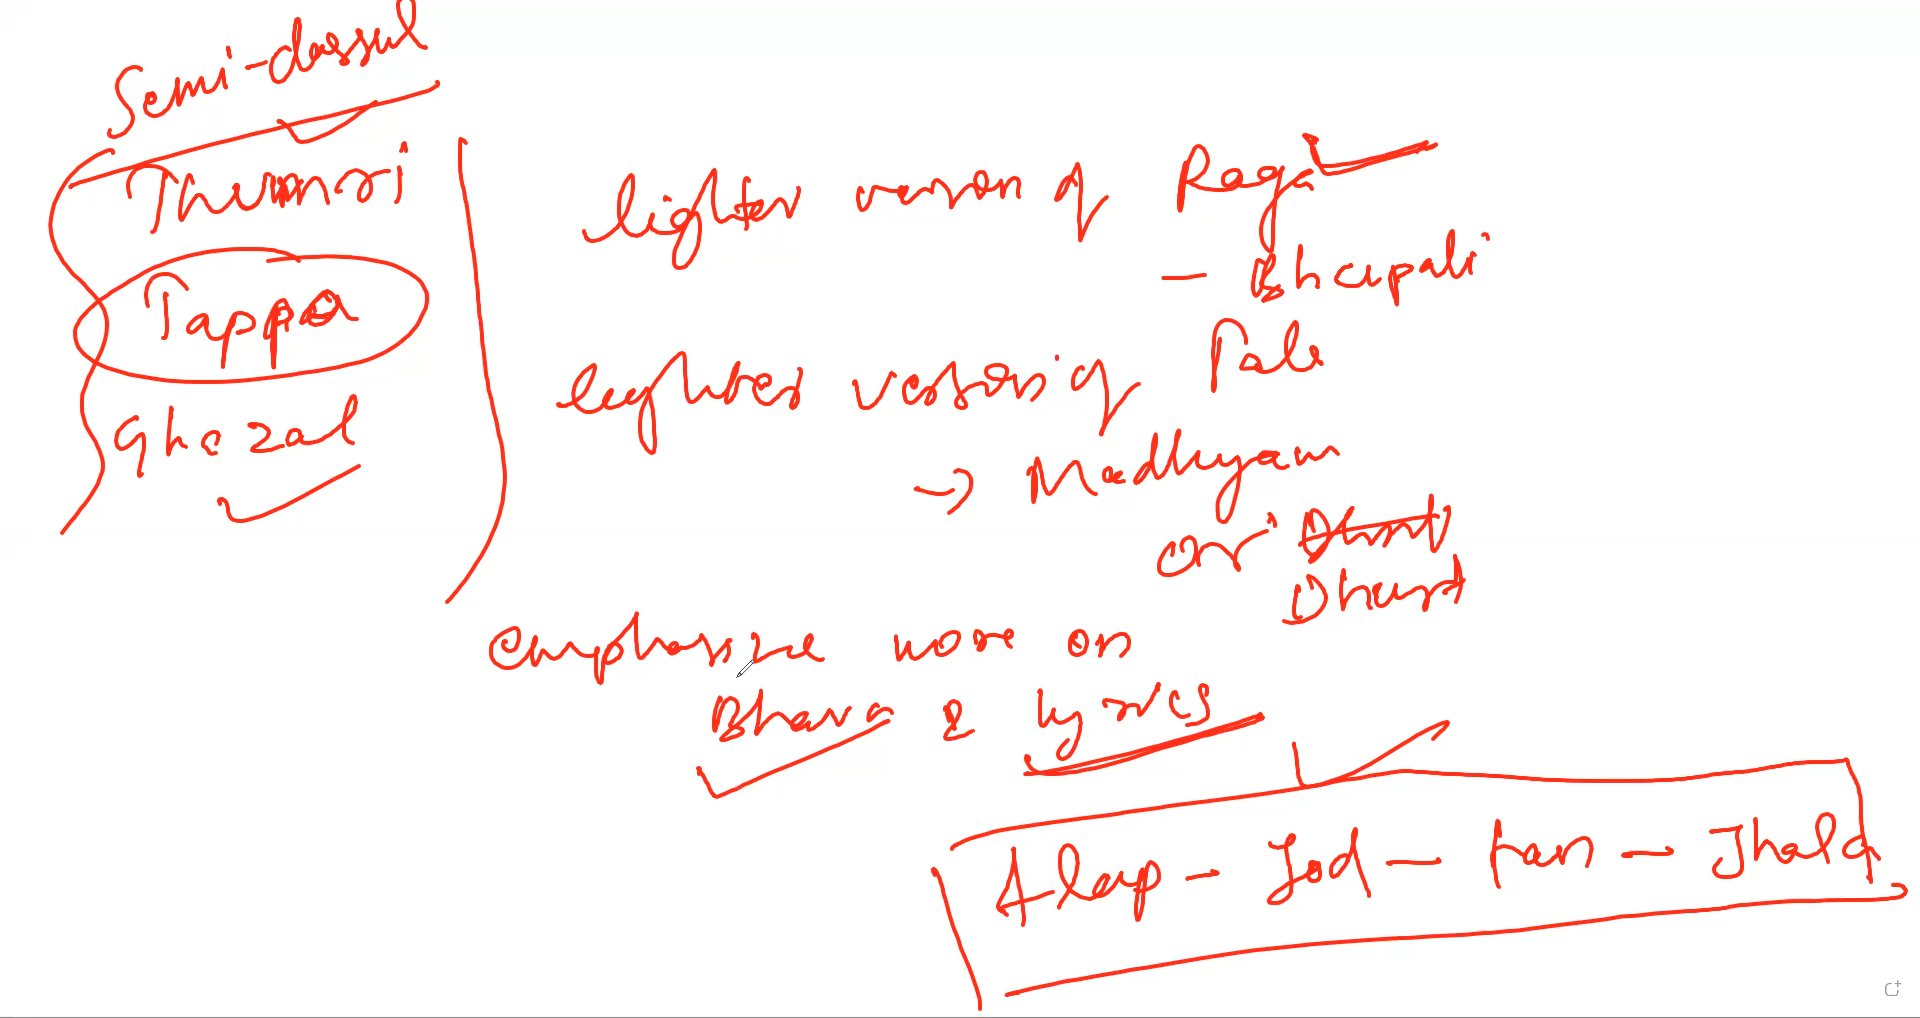 Semi-classical
Thumri
Tappa
Ghazal
lighter version of Raga
- Bhupali
lighter version of Tala
→ Madhyam
or Dhrut
Dhrut
emphasize more on
Bhava & lyrics
Alap - Jod - tan - Jhala